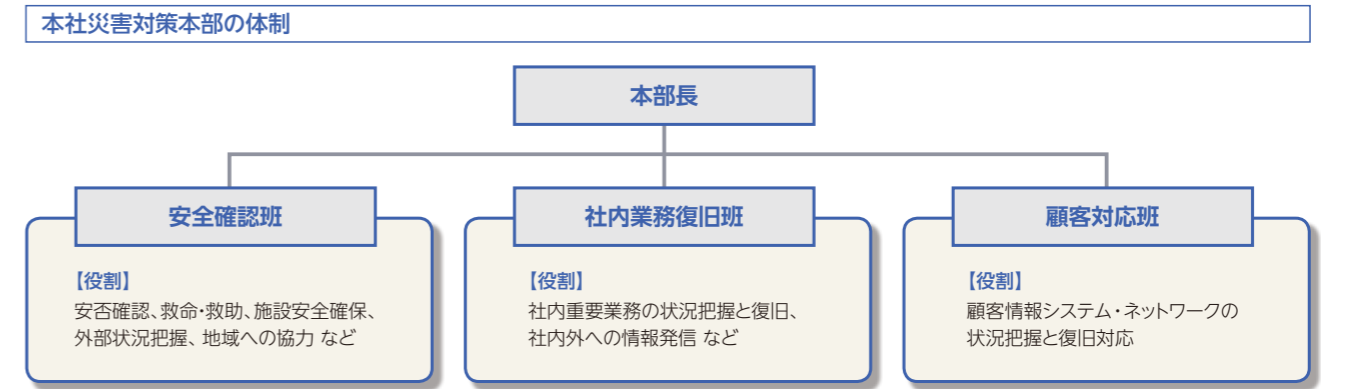 本社災害対策本部の体制
本部長
安全確認班
【役割】
安否確認、救命・救助、施設安全確保、
外部状況把握、地域への協力 など
社内業務復旧班
【役割】
社内重要業務の状況把握と復旧、
社内外への情報発信 など
顧客対応班
【役割】
顧客情報システム・ネットワークの
状況把握と復旧対応